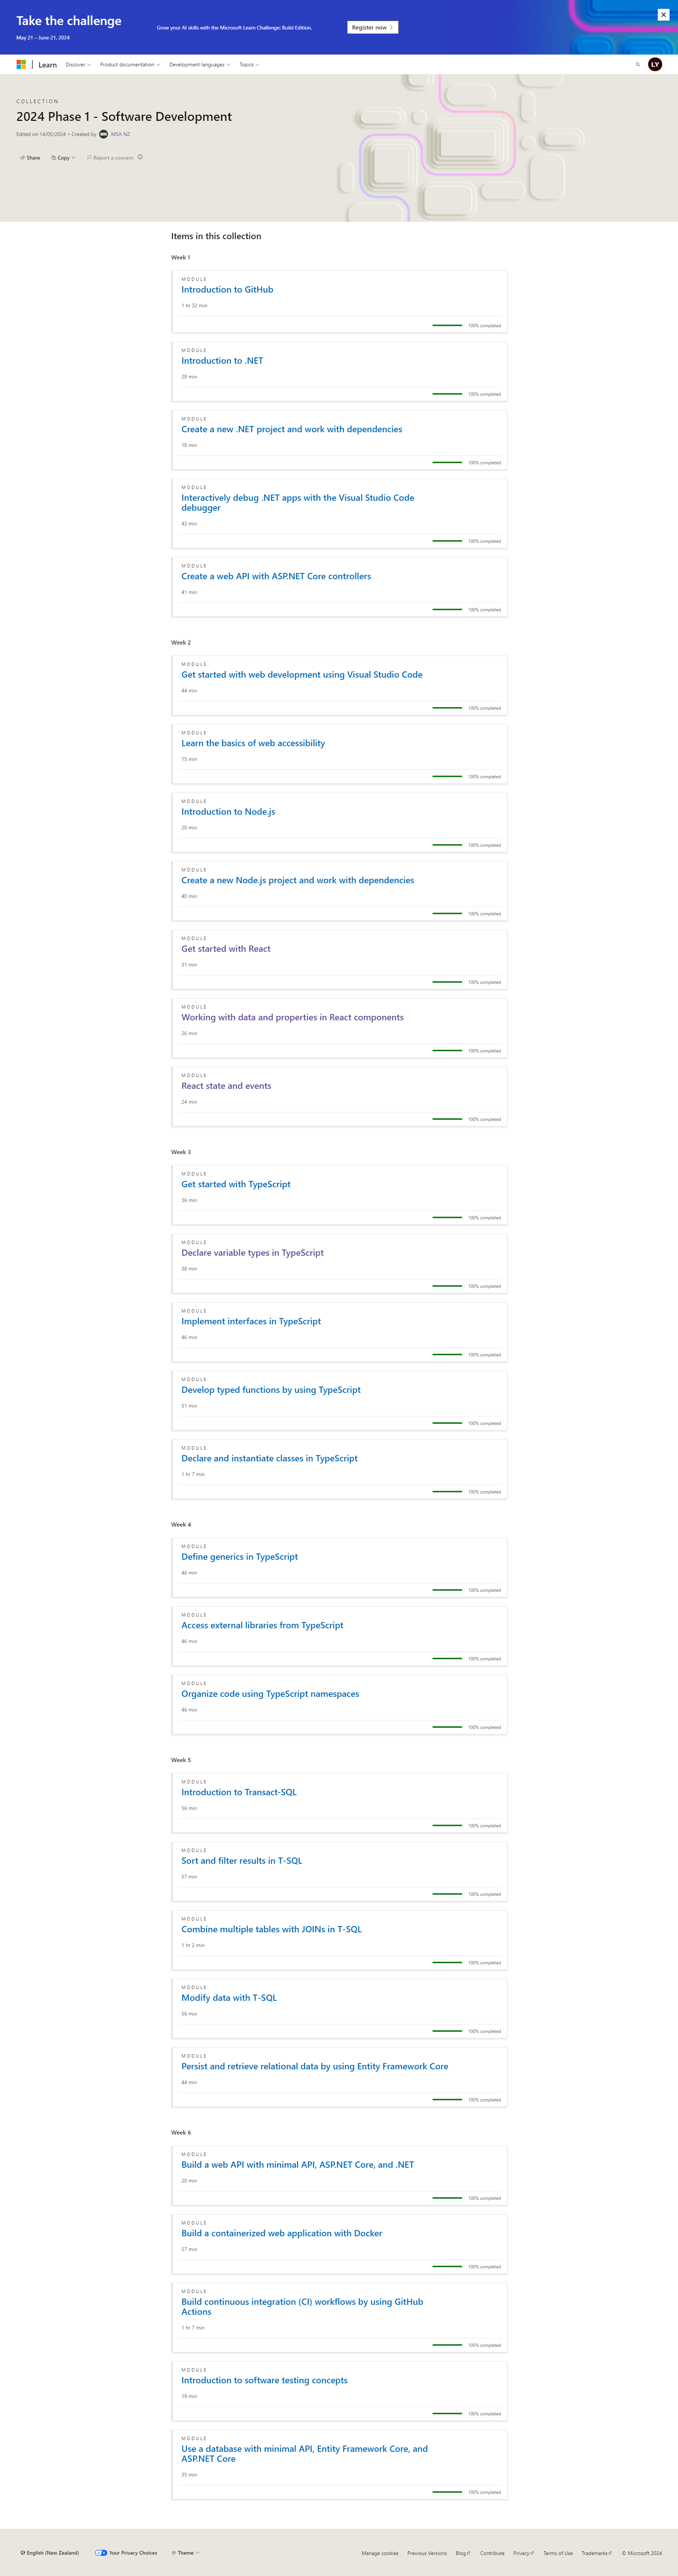 Take the challenge
May 21 – June 21, 2024
Grow your AI skills with the Microsoft Learn Challenge: Build Edition.
Register now
Learn
Discover
Product documentation
Development languages
Topics
LY
COLLECTION
2024 Phase 1 - Software Development
Edited on 14/05/2024 • Created by MSA NZ
Share
Copy
Report a concern
Items in this collection
Week 1
MODULE
Introduction to GitHub
1 hr 32 min
100% completed
MODULE
Introduction to .NET
28 min
100% completed
MODULE
Create a new .NET project and work with dependencies
18 min
100% completed
MODULE
Interactively debug .NET apps with the Visual Studio Code
debugger
43 min
100% completed
MODULE
Create a web API with ASP.NET Core controllers
41 min
100% completed
Week 2
MODULE
Get started with web development using Visual Studio Code
44 min
100% completed
MODULE
Learn the basics of web accessibility
15 min
100% completed
MODULE
Introduction to Node.js
20 min
100% completed
MODULE
Create a new Node.js project and work with dependencies
40 min
100% completed
MODULE
Get started with React
31 min
100% completed
MODULE
Working with data and properties in React components
26 min
100% completed
MODULE
React state and events
24 min
100% completed
Week 3
MODULE
Get started with TypeScript
36 min
100% completed
MODULE
Declare variable types in TypeScript
38 min
100% completed
MODULE
Implement interfaces in TypeScript
46 min
100% completed
MODULE
Develop typed functions by using TypeScript
51 min
100% completed
MODULE
Declare and instantiate classes in TypeScript
1 hr 7 min
100% completed
Week 4
MODULE
Define generics in TypeScript
46 min
100% completed
MODULE
Access external libraries from TypeScript
46 min
100% completed
MODULE
Organize code using TypeScript namespaces
46 min
100% completed
Week 5
MODULE
Introduction to Transact-SQL
56 min
100% completed
MODULE
Sort and filter results in T-SQL
57 min
100% completed
MODULE
Combine multiple tables with JOINs in T-SQL
1 hr 2 min
100% completed
MODULE
Modify data with T-SQL
56 min
100% completed
MODULE
Persist and retrieve relational data by using Entity Framework Core
44 min
100% completed
Week 6
MODULE
Build a web API with minimal API, ASP.NET Core, and .NET
20 min
100% completed
MODULE
Build a containerized web application with Docker
57 min
100% completed
MODULE
Build continuous integration (CI) workflows by using GitHub
Actions
1 hr 7 min
100% completed
MODULE
Introduction to software testing concepts
19 min
100% completed
MODULE
Use a database with minimal API, Entity Framework Core, and
ASP.NET Core
35 min
100% completed
English (New Zealand)
Your Privacy Choices
Theme
Manage cookies
Previous Versions
Blog
Contribute
Privacy
Terms of Use
Trademarks
© Microsoft 2024